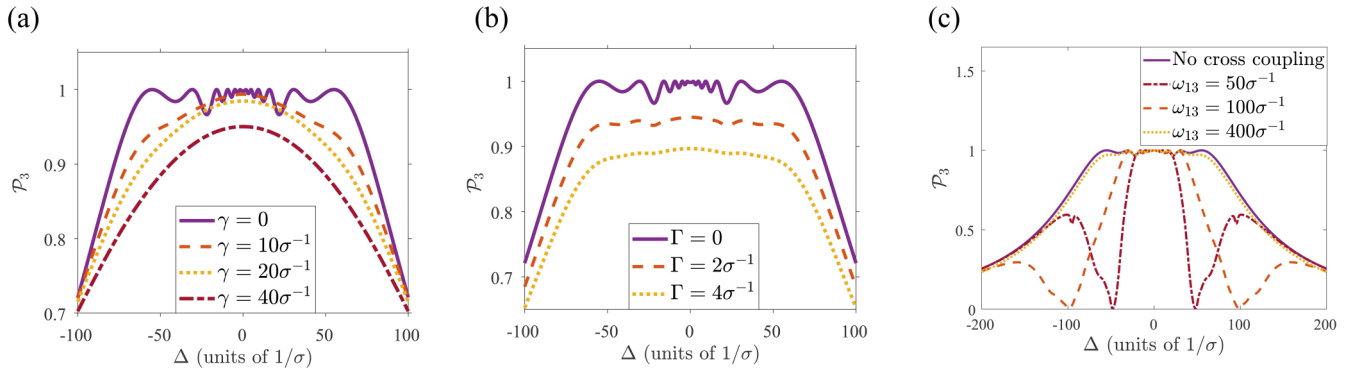 (a)
1
0.9
0.8
0.7
P₃
γ = 0
γ = 10σ⁻¹
γ = 20σ⁻¹
γ = 40σ⁻¹
-100 -50 0 50 100
Δ (units of 1/σ)
(b)
1
0.9
0.8
0.7
P₃
Γ = 0
Γ = 2σ⁻¹
Γ = 4σ⁻¹
-100 -50 0 50 100
Δ (units of 1/σ)
(c)
1.5
1
0.5
0
P₃
No cross coupling
ω₁₃ = 50σ⁻¹
ω₁₃ = 100σ⁻¹
ω₁₃ = 400σ⁻¹
-200 -100 0 100 200
Δ (units of 1/σ)